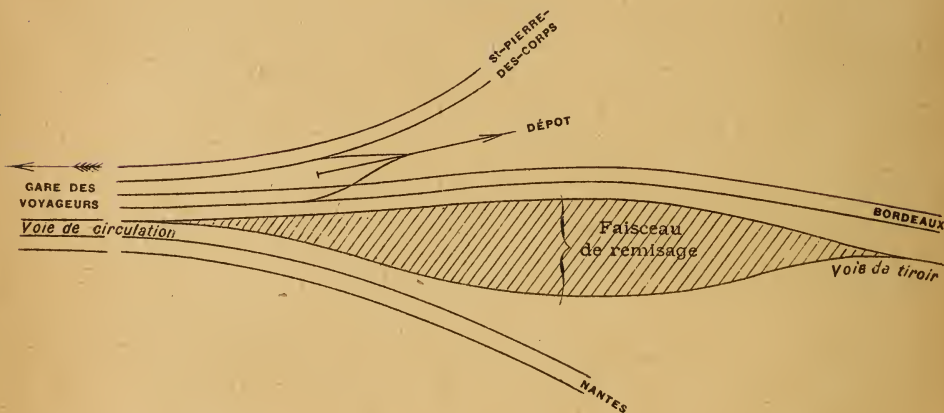 St-PIERRE-
DES-CORPS
DÉPOT
GARE DES
VOYAGEURS
Voie de circulation
BORDEAUX
Faisceau
de remisage
Voie de tiroir
NANTES